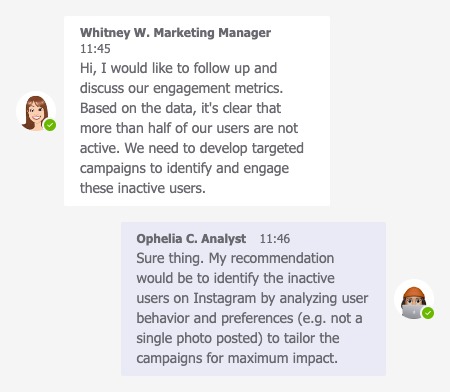 Whitney W. Marketing Manager
11:45
Hi, I would like to follow up and
discuss our engagement metrics.
Based on the data, it's clear that
more than half of our users are not
active. We need to develop targeted
campaigns to identify and engage
these inactive users.
Ophelia C. Analyst 11:46
Sure thing. My recommendation
would be to identify the inactive
users on Instagram by analyzing user
behavior and preferences (e.g. not a
single photo posted) to tailor the
campaigns for maximum impact.